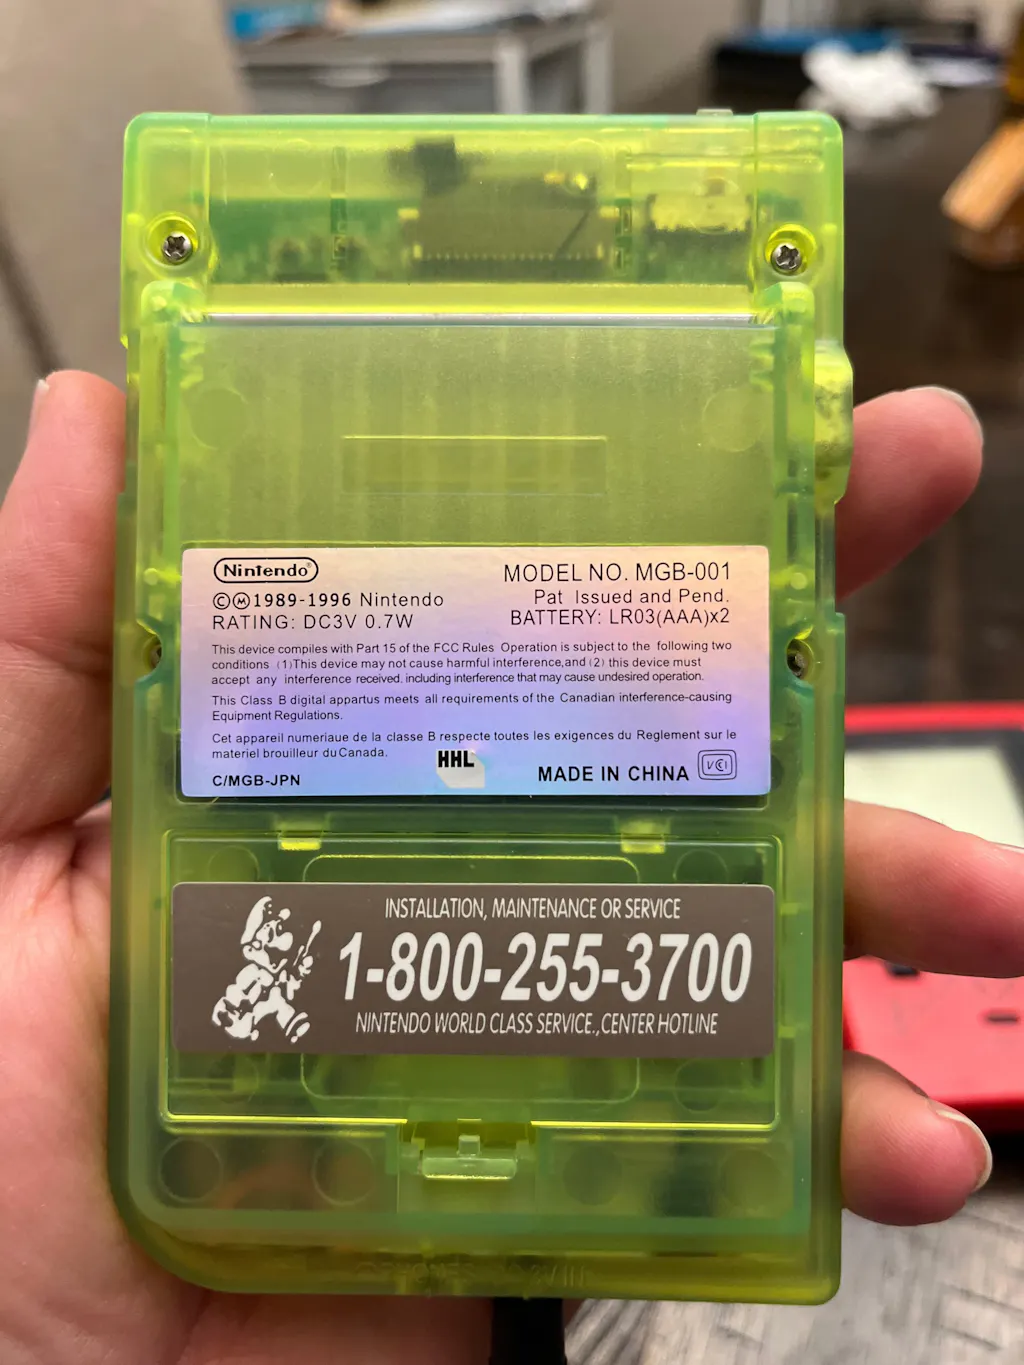 Nintendo®
©Ⓜ1989-1996 Nintendo
RATING: DC3V 0.7W
MODEL NO. MGB-001
Pat Issued and Pend.
BATTERY: LR03(AAA)x2
This device compiles with Part 15 of the FCC Rules Operation is subject to the following two
conditions (1)This device may not cause harmful interference,and (2) this device must
accept any interference received, including interference that may cause undesired operation.
This Class B digital appartus meets all requirements of the Canadian interference-causing
Equipment Regulations.
Cet appareil numeriaue de la classe B respecte toutes les exigences du Reglement sur le
materiel brouilleur du Canada.
C/MGB-JPN
HHL
MADE IN CHINA
VCI
INSTALLATION, MAINTENANCE OR SERVICE
1-800-255-3700
NINTENDO WORLD CLASS SERVICE.,CENTER HOTLINE